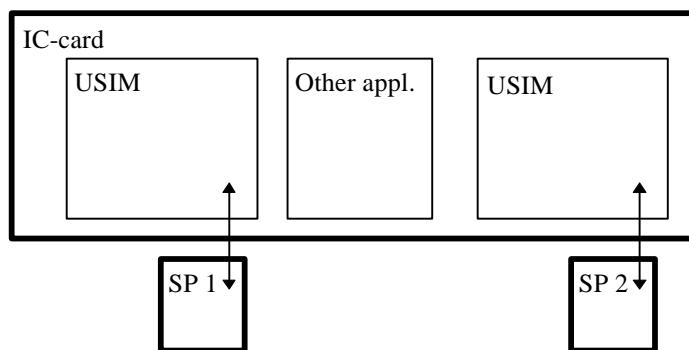 IC-card
USIM
Other appl.
USIM
SP 1
SP 2